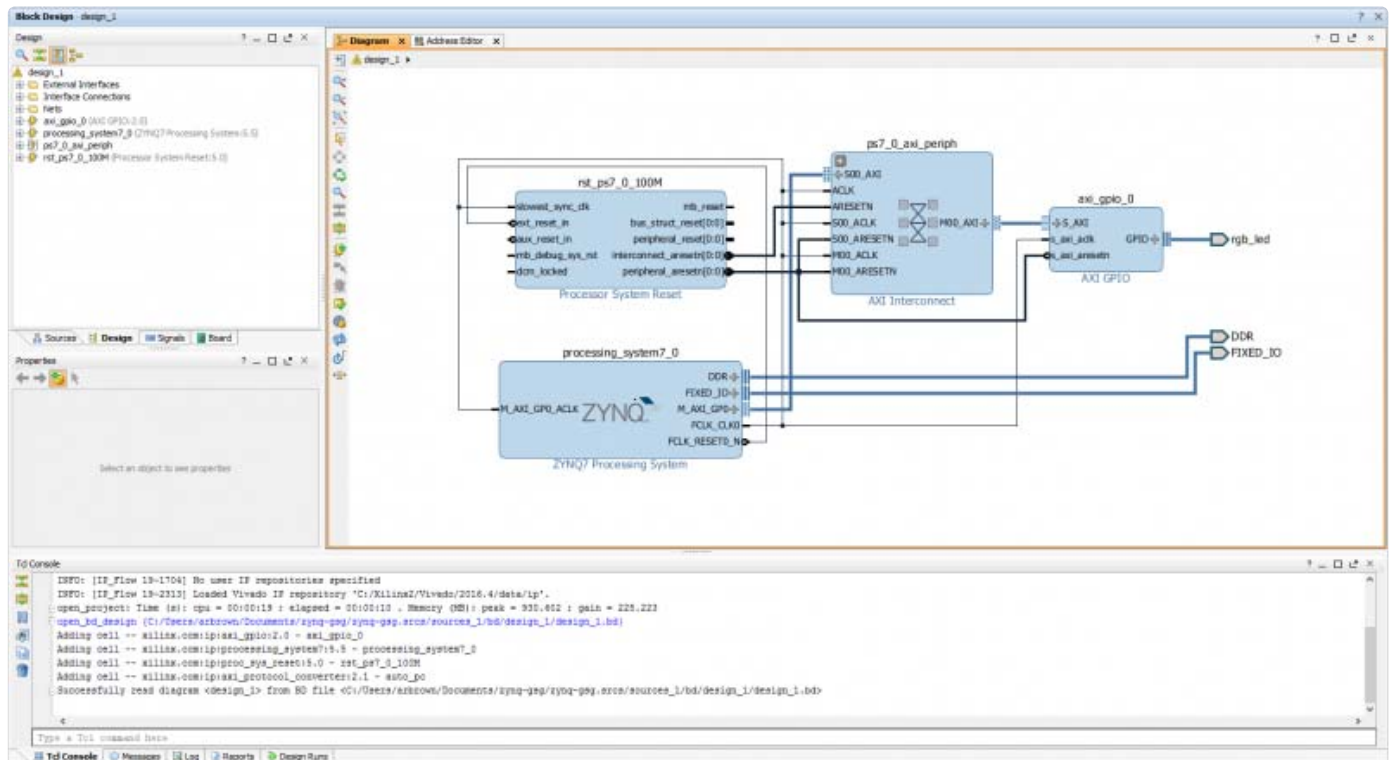 Block Design design_1
Design
design_1
External Interfaces
Interface Connections
Nets
axi_gpio_0 (AXI GPIO:2.0)
processing_system7_0 (ZYNQ7 Processing System:5.5)
ps7_0_axi_periph
rst_ps7_0_100M (Processor System Reset:5.0)
Sources Design Signals Board
Properties
Select an object to see properties
Diagram Address Editor
design_1
rst_ps7_0_100M
slowest_sync_clk mb_reset
ext_reset_in bus_struct_reset[0:0]
aux_reset_in peripheral_reset[0:0]
mb_debug_sys_rst interconnect_aresetn[0:0]
dcm_locked peripheral_aresetn[0:0]
Processor System Reset
ps7_0_axi_periph
S00_AXI
ACLK
ARESETN
S00_ACLK M00_AXI
S00_ARESETN
M00_ACLK
M00_ARESETN
AXI Interconnect
axi_gpio_0
S_AXI
s_axi_aclk GPIO
s_axi_aresetn
AXI GPIO
rgb_led
DDR
FIXED_IO
processing_system7_0
DDR
FIXED_IO
M_AXI_GP0_ACLK ZYNQ M_AXI_GP0
FCLK_CLK0
FCLK_RESET0_N
ZYNQ7 Processing System
Tcl Console
INFO: [IP_Flow 19-1704] No user IP repositories specified
INFO: [IP_Flow 19-2313] Loaded Vivado IP repository 'C:/Xilinx2/Vivado/2016.4/data/ip'.
open_project: Time (s): cpu = 00:00:19 ; elapsed = 00:00:10 . Memory (MB): peak = 930.602 ; gain = 225.223
open_bd_design {C:/Users/arbrown/Documents/zynq-gsg/zynq-gsg.srcs/sources_1/bd/design_1/design_1.bd}
Adding cell -- xilinx.com:ip:axi_gpio:2.0 - axi_gpio_0
Adding cell -- xilinx.com:ip:processing_system7:5.5 - processing_system7_0
Adding cell -- xilinx.com:ip:proc_sys_reset:5.0 - rst_ps7_0_100M
Adding cell -- xilinx.com:ip:axi_protocol_converter:2.1 - auto_pc
Successfully read diagram <design_1> from BD file <C:/Users/arbrown/Documents/zynq-gsg/zynq-gsg.srcs/sources_1/bd/design_1/design_1.bd>
Type a Tcl command here
Tcl Console Messages Log Reports Design Runs